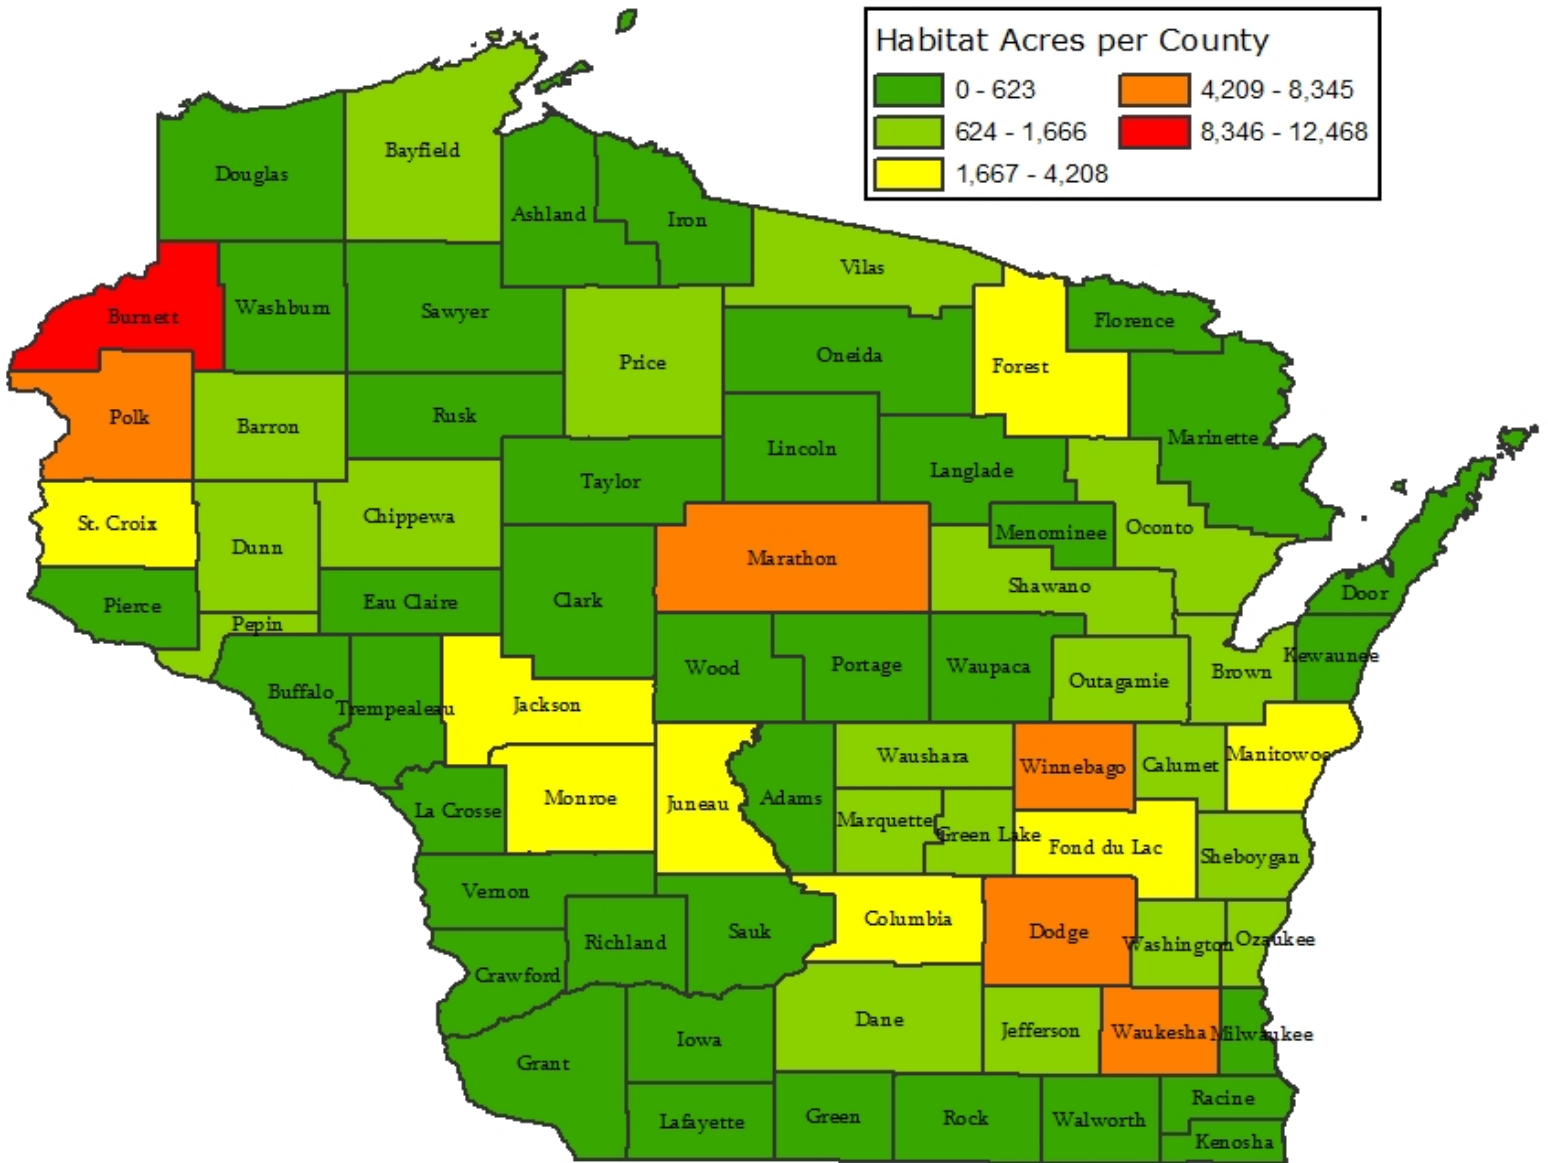 Habitat Acres per County
0 - 623
4,209 - 8,345
624 - 1,666
8,346 - 12,468
1,667 - 4,208
Bayfield
Douglas
Ashland
Iron
Vilas
Burnett
Washburn
Sawyer
Florence
Price
Oneida
Forest
Polk
Barron
Rusk
Marinette
Lincoln
Langlade
Taylor
St. Croix
Chippewa
Dunn
Menominee
Oconto
Marathon
Shawano
Pierce
Eau Claire
Clark
Door
Pepin
Wood
Portage
Waupaca
Outagamie
Brown
Kewaunee
Buffalo
Trempealeau
Jackson
Waushara
Winnebago
Calumet
Manitowoc
Monroe
Juneau
Adams
La Crosse
Marquette
Green Lake
Fond du Lac
Sheboygan
Vernon
Columbia
Richland
Sauk
Dodge
Washington
Ozaukee
Crawford
Dane
Jefferson
Waukesha
Milwaukee
Iowa
Grant
Racine
Lafayette
Green
Rock
Walworth
Kenosha